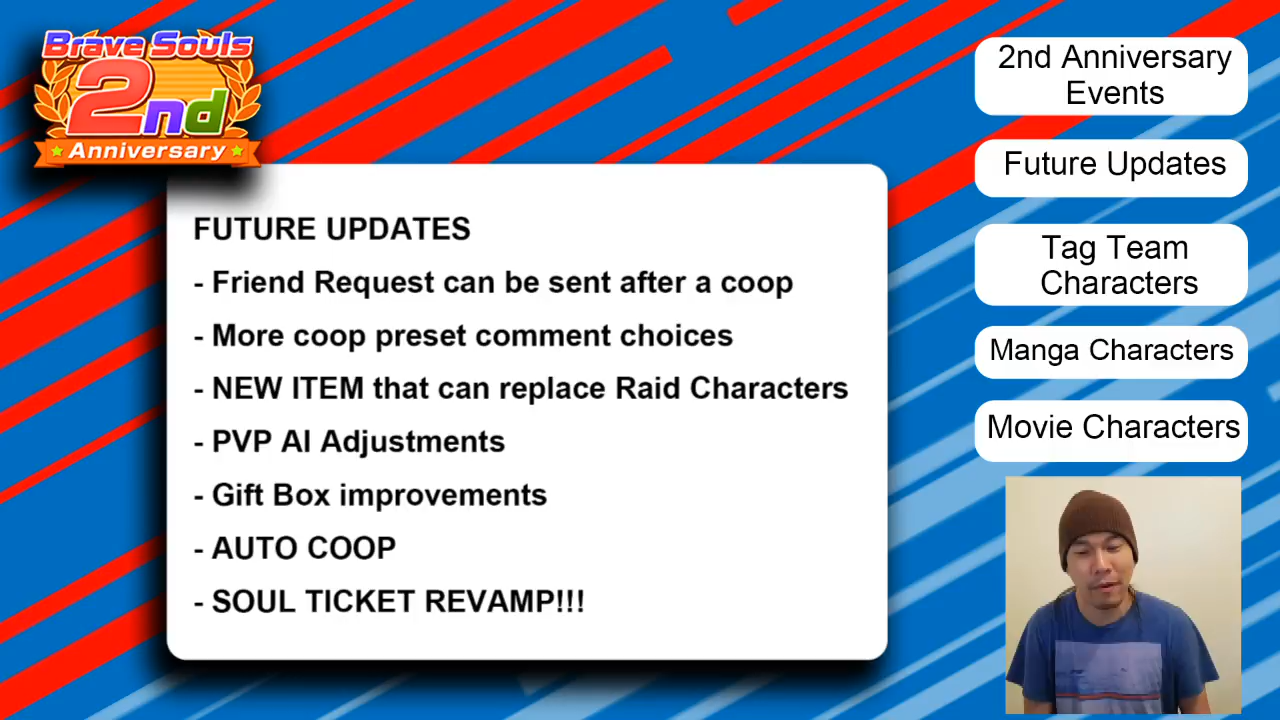 Brave Souls
2nd
Anniversary
FUTURE UPDATES
- Friend Request can be sent after a coop
- More coop preset comment choices
- NEW ITEM that can replace Raid Characters
- PVP AI Adjustments
- Gift Box improvements
- AUTO COOP
- SOUL TICKET REVAMP!!!
2nd Anniversary
Events
Future Updates
Tag Team
Characters
Manga Characters
Movie Characters